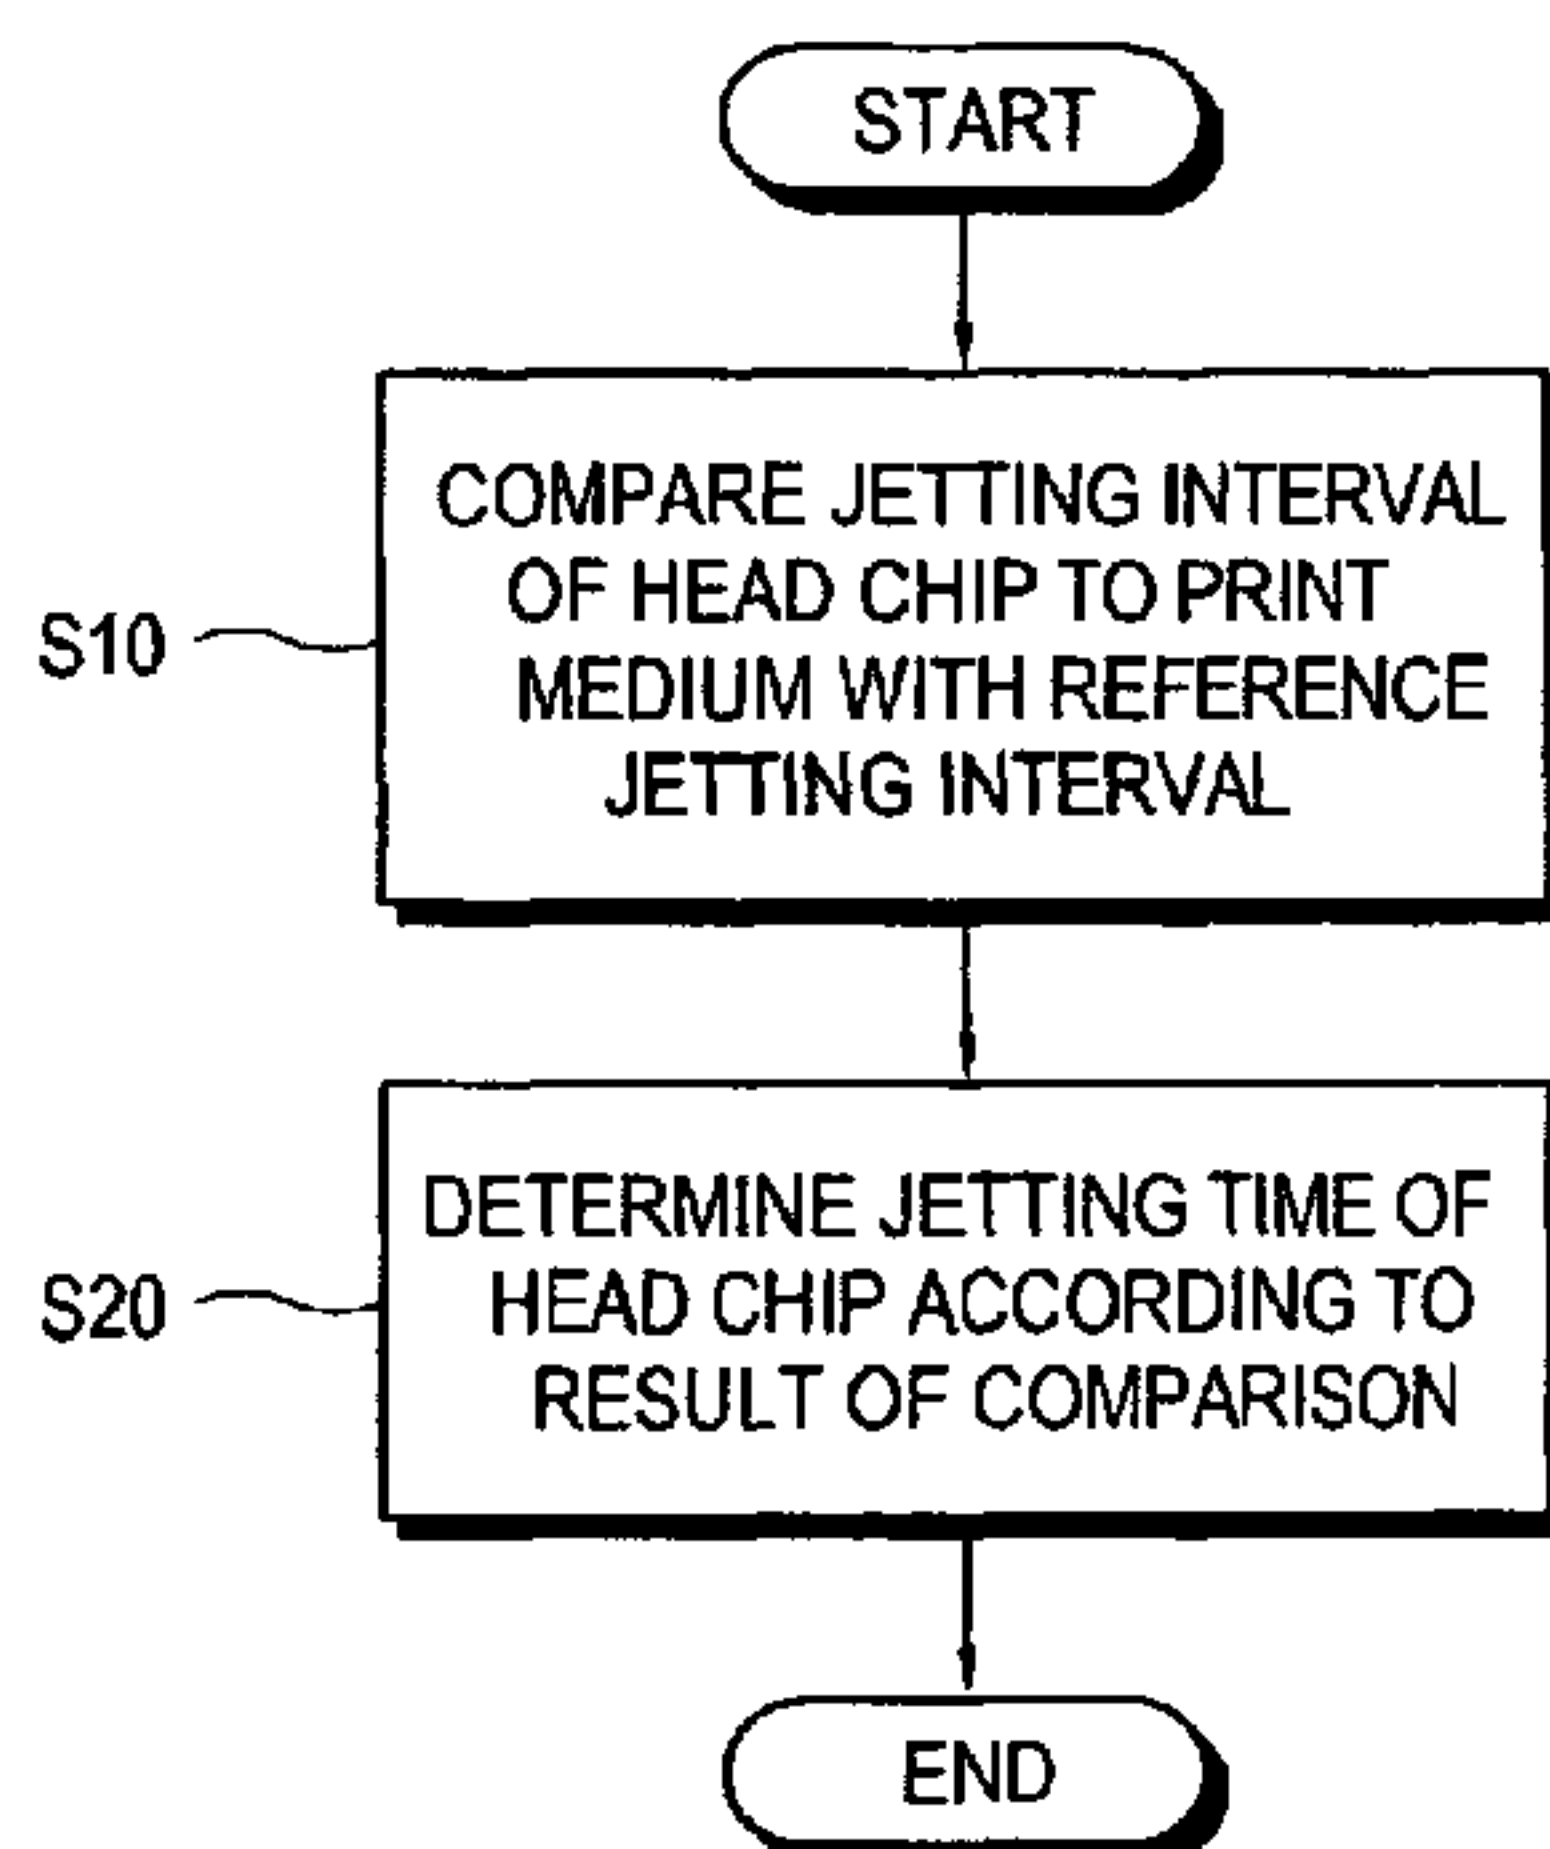 START
COMPARE JETTING INTERVAL
OF HEAD CHIP TO PRINT
MEDIUM WITH REFERENCE
JETTING INTERVAL
S10
DETERMINE JETTING TIME OF
HEAD CHIP ACCORDING TO
RESULT OF COMPARISON
S20
END